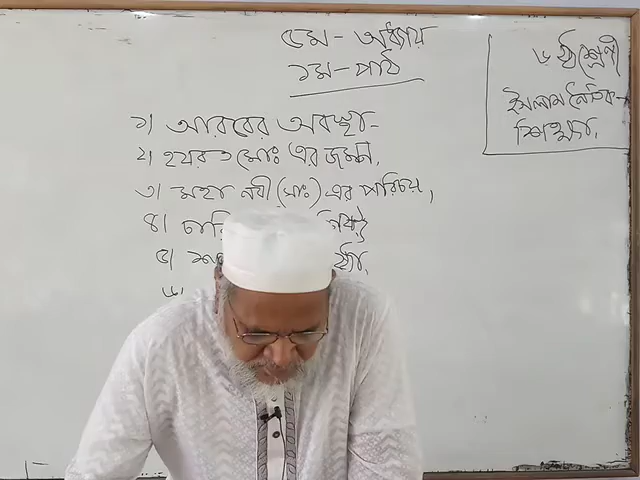 ৫ম - অধ্যায়
১ম - পাঠ
৬ষ্ঠ শ্রেণী
ইসলাম নৈতিক -
শিক্ষা,
১। আরবের অবস্থা -
২। হযরত মোঃ এর জন্ম,
৩। মহা নবী (সাঃ) এর পরিচয়,
৪।
৫।
৬।